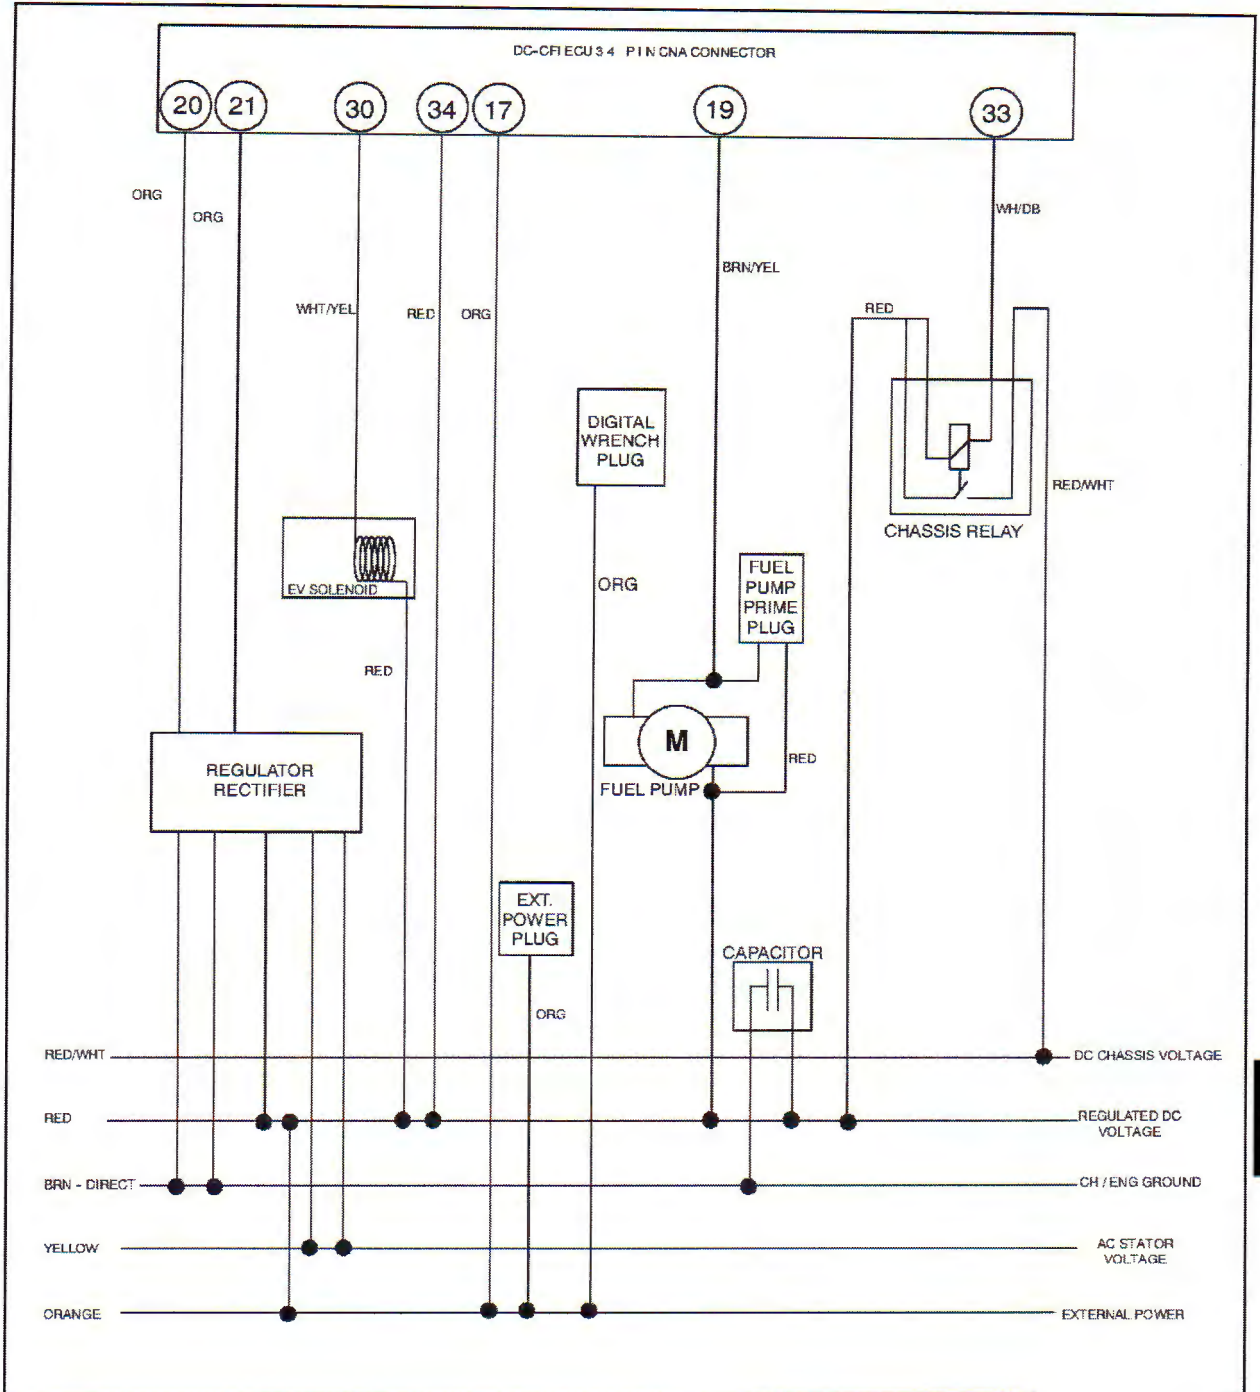 DC-CFI ECU 3 4 P I N CNA CONNECTOR
20
21
30
34
17
19
33
ORG
ORG
WH/DB
BRN/YEL
WHT/YEL
RED
ORG
RED
DIGITAL
WRENCH
PLUG
RED/WHT
CHASSIS RELAY
EV SOLENOID
ORG
FUEL
PUMP
PRIME
PLUG
RED
M
RED
REGULATOR
RECTIFIER
FUEL PUMP
EXT.
POWER
PLUG
CAPACITOR
ORG
RED/WHT
DC CHASSIS VOLTAGE
RED
REGULATED DC
VOLTAGE
BRN - DIRECT
CH / ENG GROUND
YELLOW
AC STATOR
VOLTAGE
ORANGE
EXTERNAL POWER